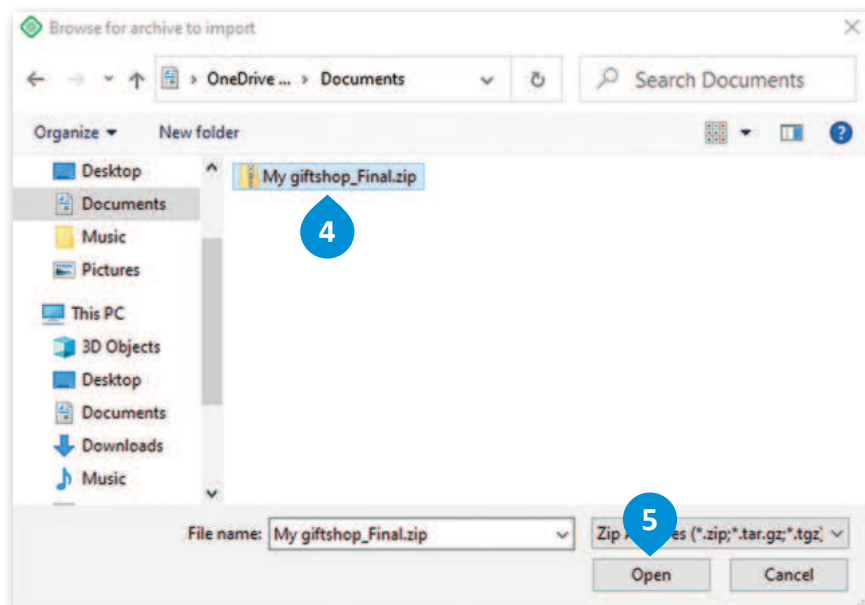 Browse for archive to import
OneDrive ... > Documents
Search Documents
Organize
New folder
Desktop
Documents
Music
Pictures
This PC
3D Objects
Desktop
Documents
Downloads
Music
My giftshop_Final.zip
4
File name: My giftshop_Final.zip
Zip es (*.zip;*.tar.gz;*.tgz)
5
Open
Cancel